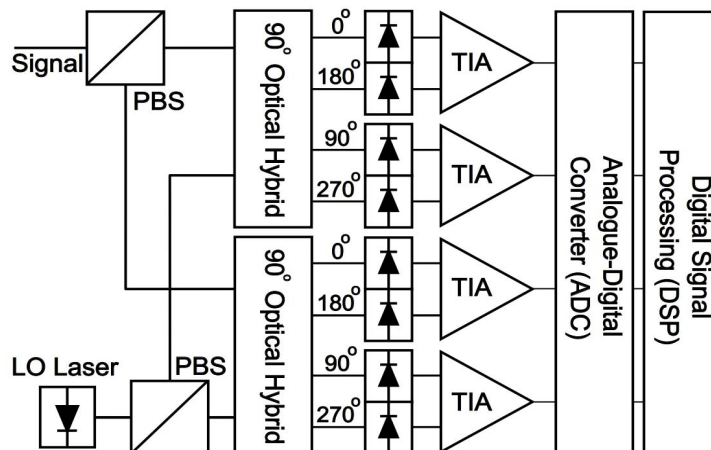 Signal
PBS
90° Optical Hybrid
0°
180°
90°
270°
TIA
TIA
90° Optical Hybrid
0°
180°
90°
270°
TIA
TIA
Analogue-Digital
Converter (ADC)
Digital Signal
Processing (DSP)
LO Laser
PBS